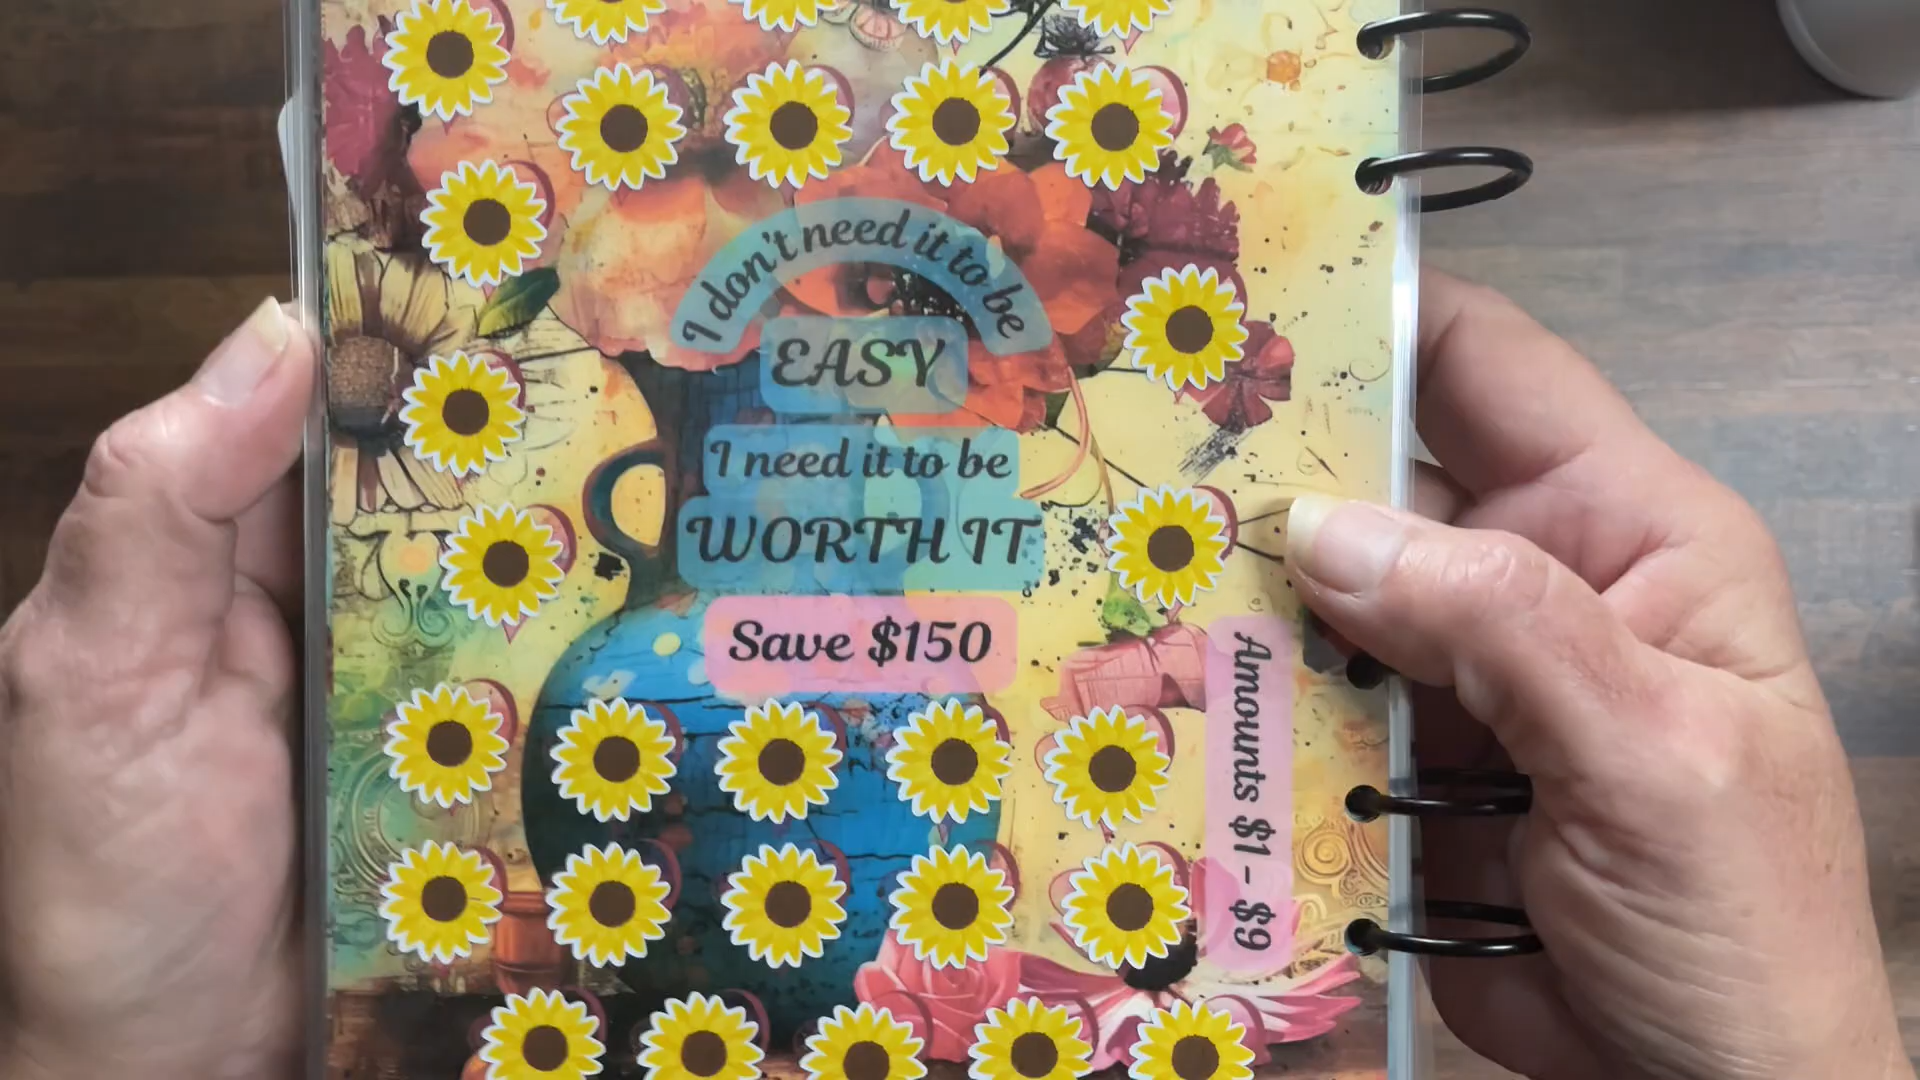 I don't need it to be
EASY
I need it to be
WORTH IT
Save $150
Amounts $1 - $9